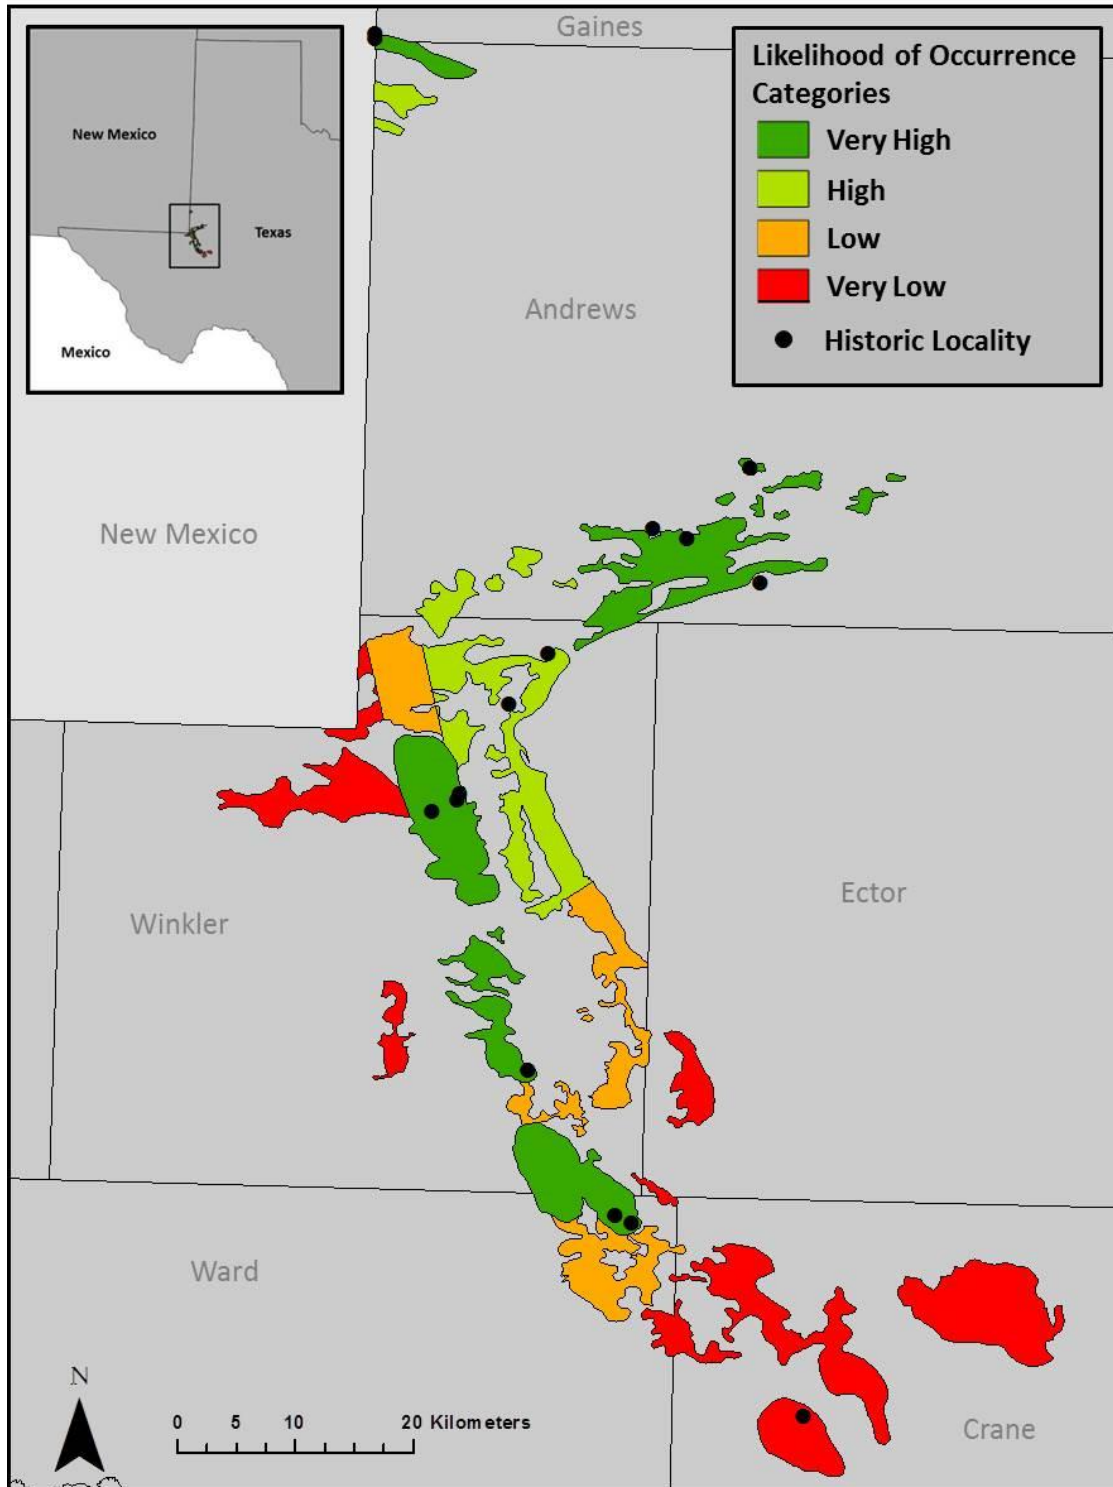 Gaines
Likelihood of Occurrence
Categories
Very High
High
Low
Very Low
Historic Locality
New Mexico
Texas
Mexico
Andrews
New Mexico
Ector
Winkler
Ward
N
0 5 10 20 Kilometers
Crane